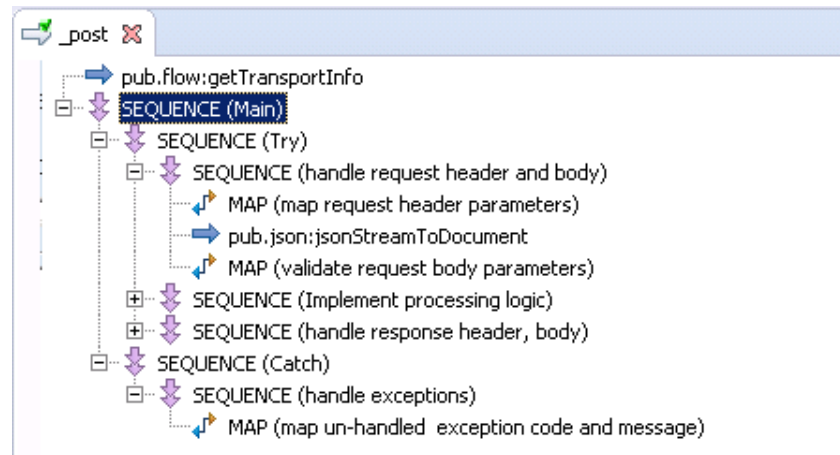 _post
pub.flow:getTransportInfo
SEQUENCE (Main)
SEQUENCE (Try)
SEQUENCE (handle request header and body)
MAP (map request header parameters)
pub.json:jsonStreamToDocument
MAP (validate request body parameters)
SEQUENCE (Implement processing logic)
SEQUENCE (handle response header, body)
SEQUENCE (Catch)
SEQUENCE (handle exceptions)
MAP (map un-handled  exception code and message)